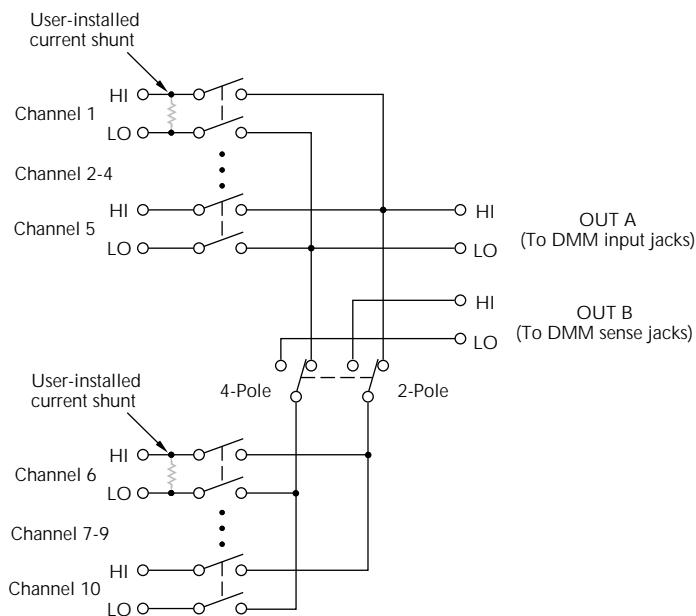 User-installed
current shunt
HI
Channel 1
LO
Channel 2-4
HI
Channel 5
LO
HI
OUT A
(To DMM input jacks)
LO
HI
OUT B
(To DMM sense jacks)
LO
4-Pole
2-Pole
User-installed
current shunt
HI
Channel 6
LO
Channel 7-9
HI
Channel 10
LO